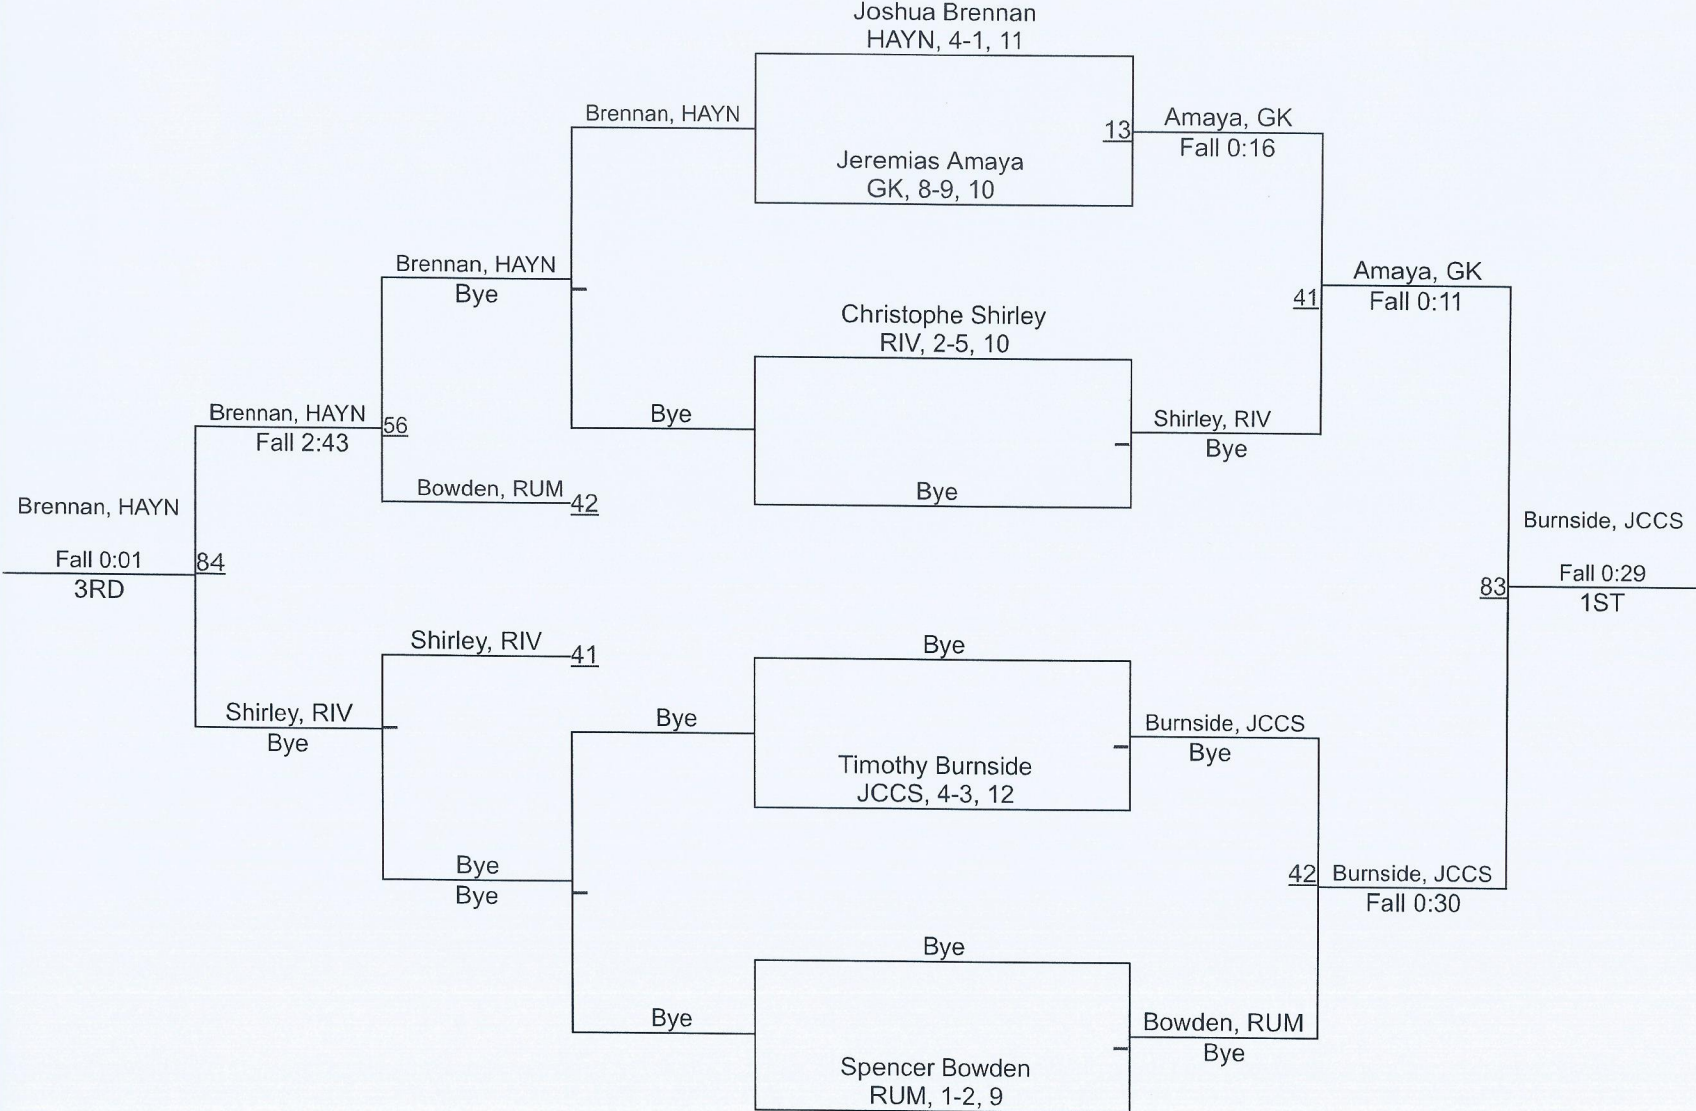 Joshua Brennan
HAYN, 4-1, 11
Brennan, HAYN
13
Amaya, GK
Fall 0:16
Jeremias Amaya
GK, 8-9, 10
Brennan, HAYN
Bye
Amaya, GK
41
Fall 0:11
Christophe Shirley
RIV, 2-5, 10
Brennan, HAYN
56
Fall 2:43
Bye
Shirley, RIV
Bye
Bowden, RUM
42
Bye
Brennan, HAYN
Fall 0:01
84
3RD
Burnside, JCCS
83
Fall 0:29
1ST
Shirley, RIV
41
Bye
Shirley, RIV
Bye
Bye
Burnside, JCCS
Bye
Timothy Burnside
JCCS, 4-3, 12
Bye
Bye
42
Burnside, JCCS
Fall 0:30
Bye
Bye
Bowden, RUM
Bye
Spencer Bowden
RUM, 1-2, 9